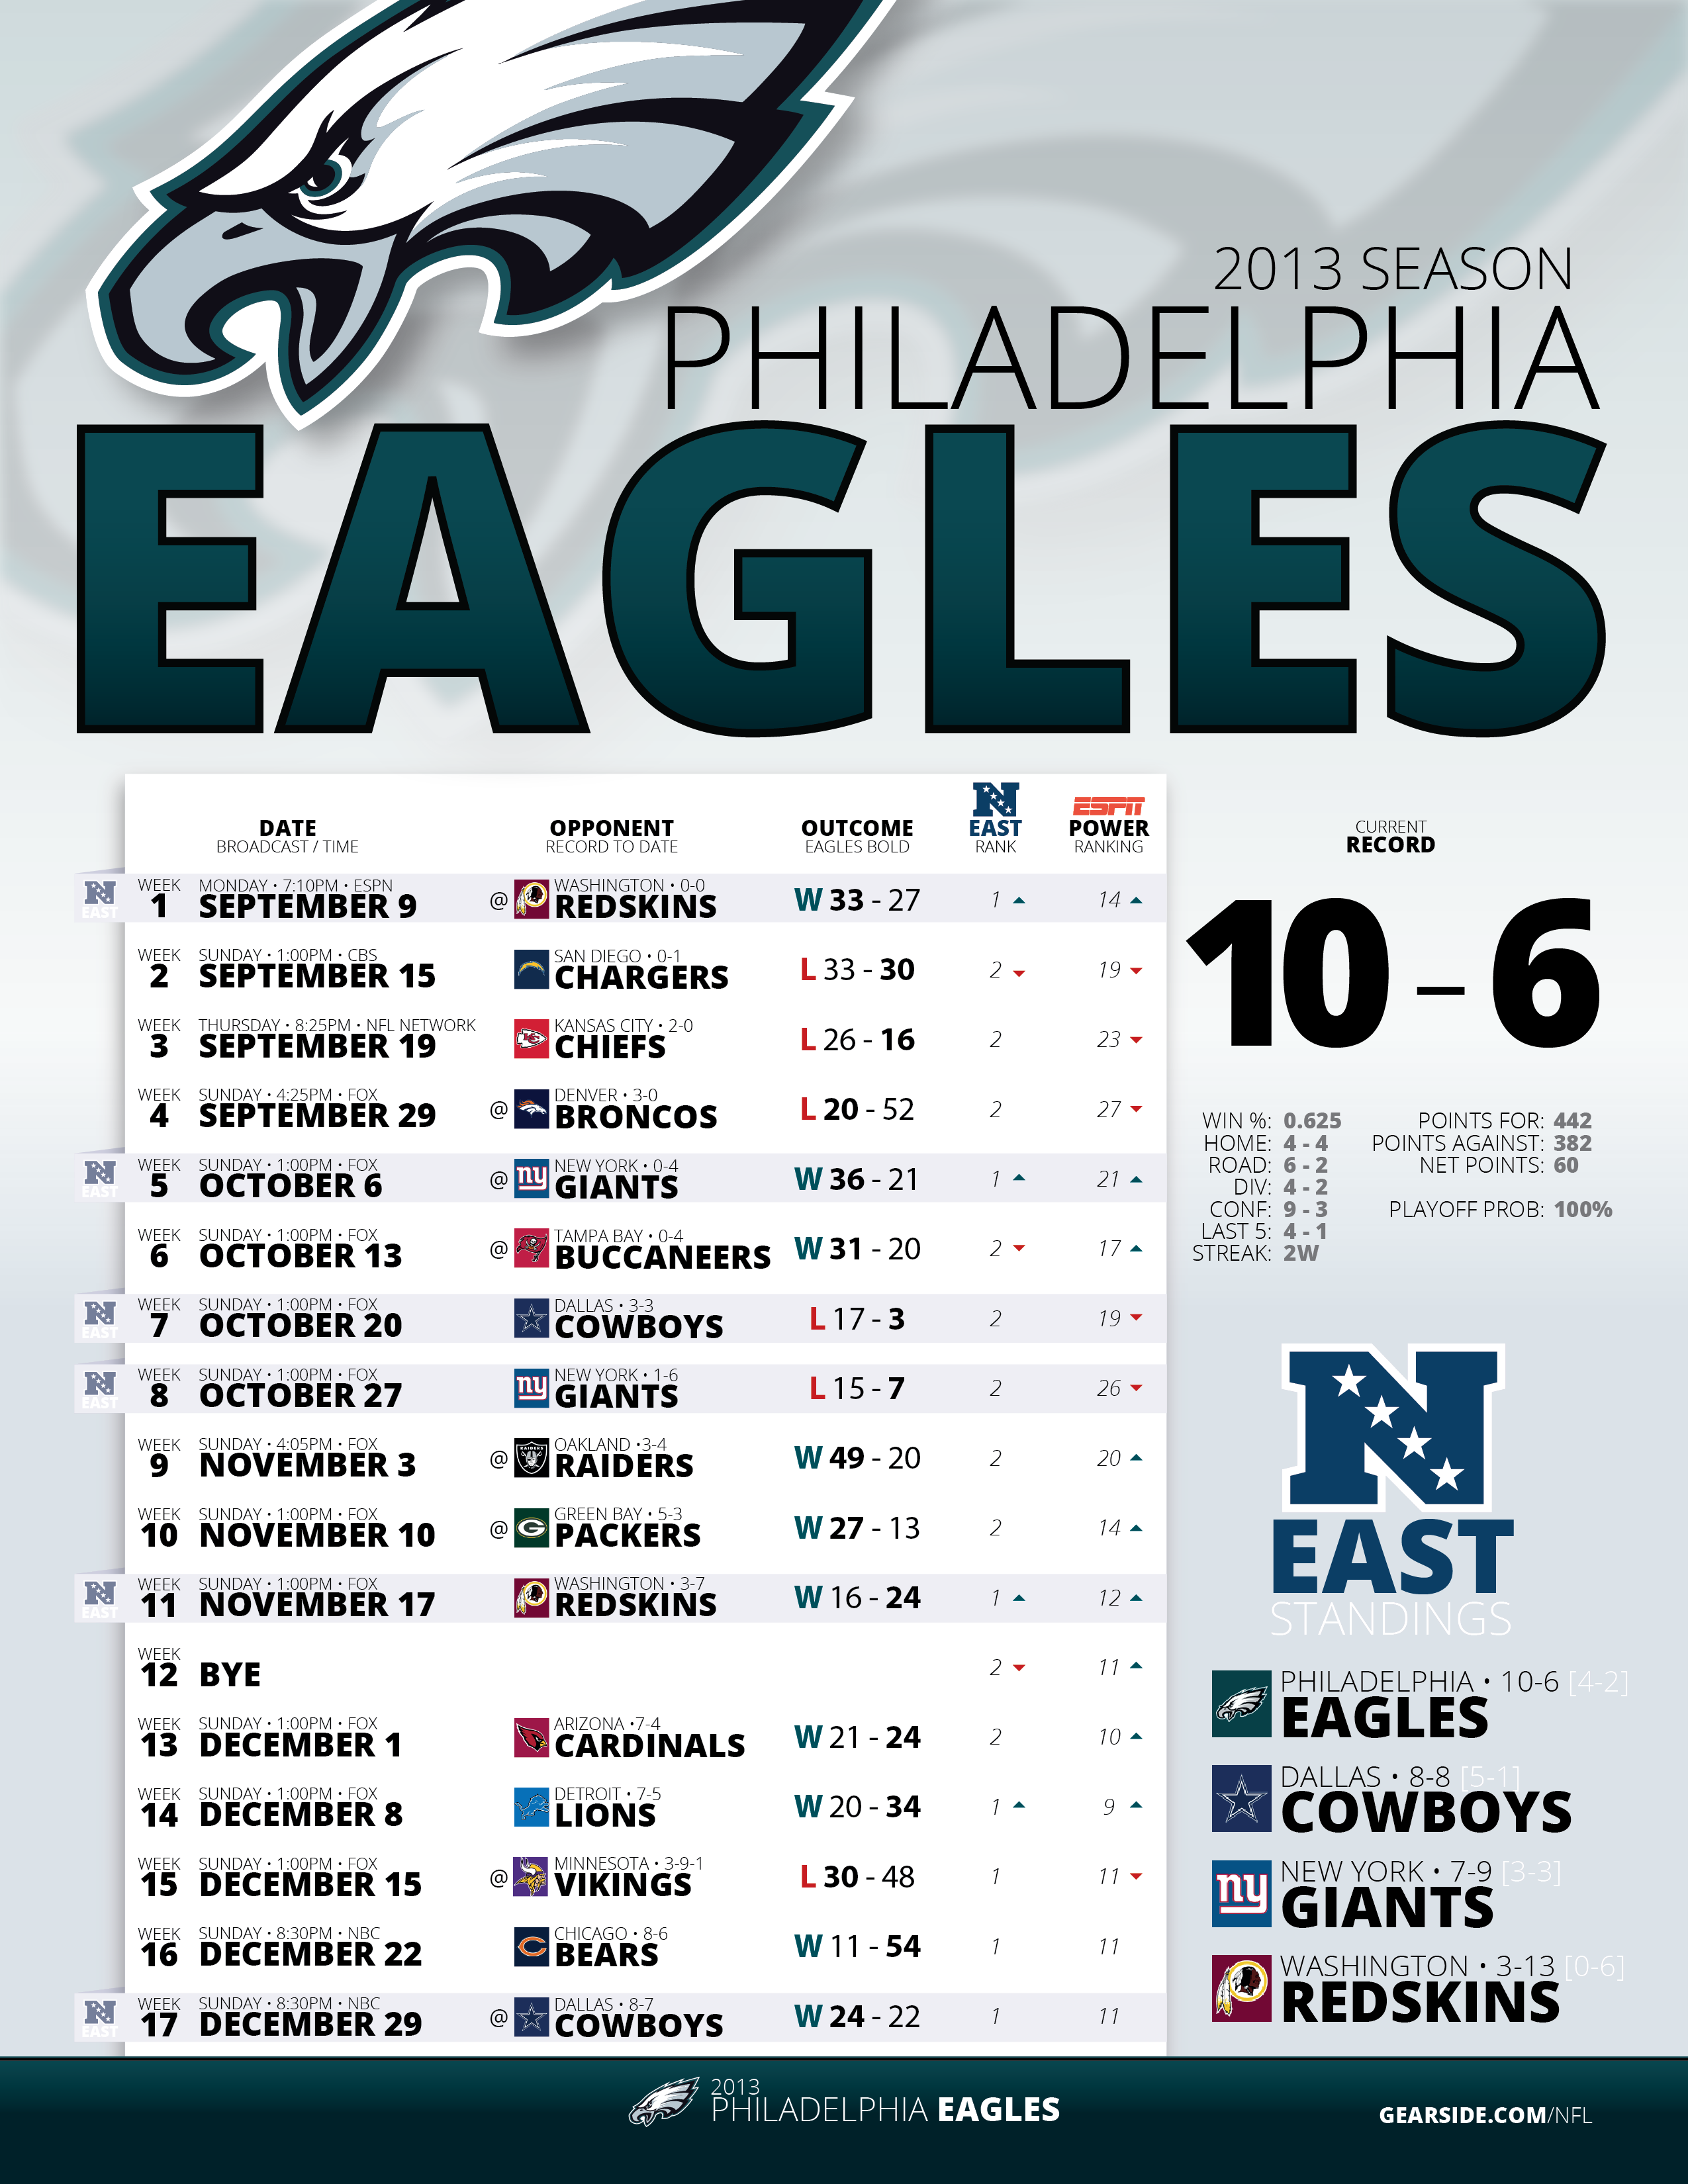 2013 SEASON
PHILADELPHIA
EAGLES
DATE
BROADCAST / TIME
OPPONENT
RECORD TO DATE
OUTCOME
EAGLES BOLD
N
EAST
RANK
ESPN
POWER
RANKING
N
EAST
WEEK
1
MONDAY • 7:10PM • ESPN
SEPTEMBER 9
@
WASHINGTON • 0-0
REDSKINS
W 33 - 27
1
14
WEEK
2
SUNDAY • 1:00PM • CBS
SEPTEMBER 15
SAN DIEGO • 0-1
CHARGERS
L 33 - 30
2
19
WEEK
3
THURSDAY • 8:25PM • NFL NETWORK
SEPTEMBER 19
KC
KANSAS CITY • 2-0
CHIEFS
L 26 - 16
2
23
WEEK
4
SUNDAY • 4:25PM • FOX
SEPTEMBER 29
@
DENVER • 3-0
BRONCOS
L 20 - 52
2
27
N
EAST
WEEK
5
SUNDAY • 1:00PM • FOX
OCTOBER 6
@
ny
NEW YORK • 0-4
GIANTS
W 36 - 21
1
21
WEEK
6
SUNDAY • 1:00PM • FOX
OCTOBER 13
@
TAMPA BAY • 0-4
BUCCANEERS
W 31 - 20
2
17
N
EAST
WEEK
7
SUNDAY • 1:00PM • FOX
OCTOBER 20
DALLAS • 3-3
COWBOYS
L 17 - 3
2
19
N
EAST
WEEK
8
SUNDAY • 1:00PM • FOX
OCTOBER 27
ny
NEW YORK • 1-6
GIANTS
L 15 - 7
2
26
WEEK
9
SUNDAY • 4:05PM • FOX
NOVEMBER 3
@
RAIDERS
OAKLAND •3-4
RAIDERS
W 49 - 20
2
20
WEEK
10
SUNDAY • 1:00PM • FOX
NOVEMBER 10
@
G
GREEN BAY • 5-3
PACKERS
W 27 - 13
2
14
N
EAST
WEEK
11
SUNDAY • 1:00PM • FOX
NOVEMBER 17
WASHINGTON • 3-7
REDSKINS
W 16 - 24
1
12
WEEK
12
BYE
2
11
WEEK
13
SUNDAY • 1:00PM • FOX
DECEMBER 1
ARIZONA •7-4
CARDINALS
W 21 - 24
2
10
WEEK
14
SUNDAY • 1:00PM • FOX
DECEMBER 8
DETROIT • 7-5
LIONS
W 20 - 34
1
9
WEEK
15
SUNDAY • 1:00PM • FOX
DECEMBER 15
@
MINNESOTA • 3-9-1
VIKINGS
L 30 - 48
1
11
WEEK
16
SUNDAY • 8:30PM • NBC
DECEMBER 22
C
CHICAGO • 8-6
BEARS
W 11 - 54
1
11
N
EAST
WEEK
17
SUNDAY • 8:30PM • NBC
DECEMBER 29
@
DALLAS • 8-7
COWBOYS
W 24 - 22
1
11
CURRENT
RECORD
10 – 6
WIN %: 0.625
HOME: 4 - 4
ROAD: 6 - 2
DIV: 4 - 2
CONF: 9 - 3
LAST 5: 4 - 1
STREAK: 2W
POINTS FOR: 442
POINTS AGAINST: 382
NET POINTS: 60
PLAYOFF PROB: 100%
N
EAST
STANDINGS
PHILADELPHIA • 10-6 [4-2]
EAGLES
DALLAS • 8-8 [5-1]
COWBOYS
ny
NEW YORK • 7-9 [3-3]
GIANTS
WASHINGTON • 3-13 [0-6]
REDSKINS
2013
PHILADELPHIA EAGLES
GEARSIDE.COM/NFL